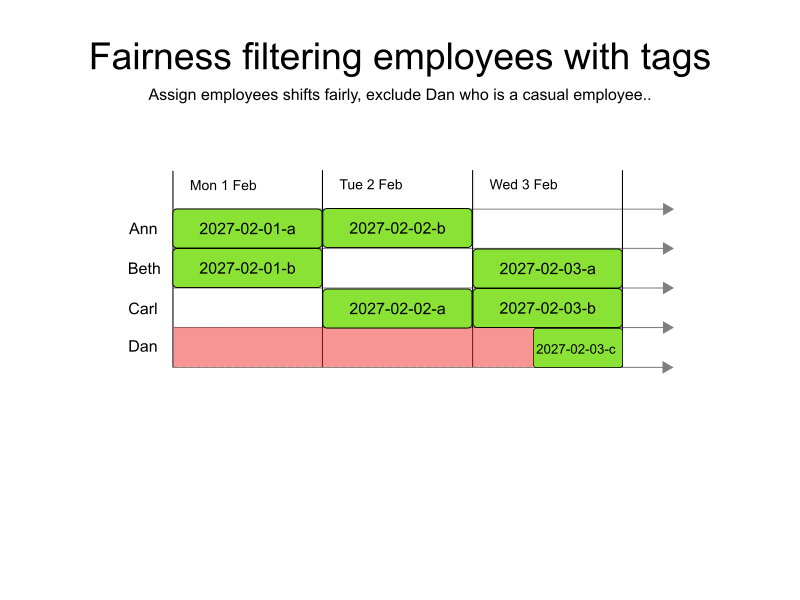 Fairness filtering employees with tags
Assign employees shifts fairly, exclude Dan who is a casual employee..
Mon 1 Feb Tue 2 Feb Wed 3 Feb
Ann 2027-02-01-a 2027-02-02-b
Beth 2027-02-01-b 2027-02-03-a
Carl 2027-02-02-a 2027-02-03-b
Dan 2027-02-03-c